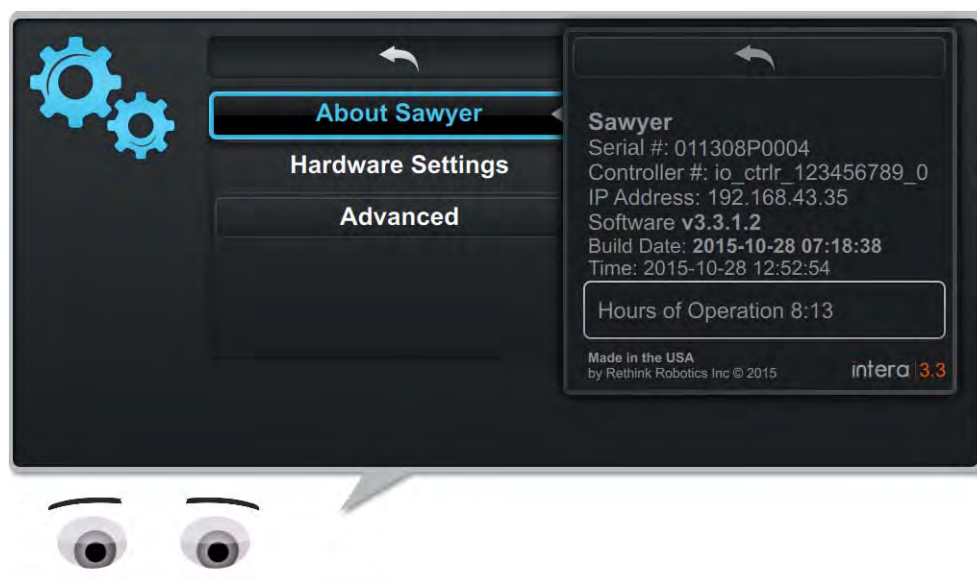 About Sawyer
Hardware Settings
Advanced
Sawyer
Serial #: 011308P0004
Controller #: io_ctrlr_123456789_0
IP Address: 192.168.43.35
Software v3.3.1.2
Build Date: 2015-10-28 07:18:38
Time: 2015-10-28 12:52:54
Hours of Operation 8:13
Made in the USA
by Rethink Robotics Inc © 2015
intera 3.3